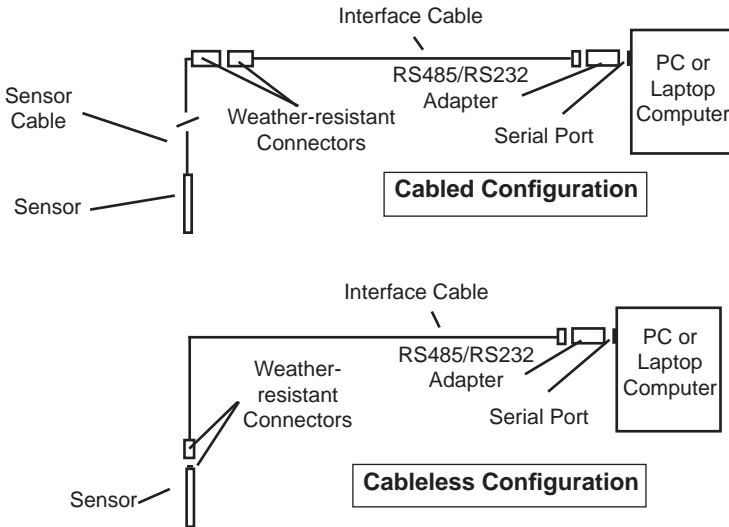 Interface Cable
RS485/RS232
Adapter
PC or
Laptop
Computer
Sensor
Cable
Weather-resistant
Connectors
Serial Port
Sensor
Cabled Configuration
Interface Cable
RS485/RS232
Adapter
PC or
Laptop
Computer
Weather-
resistant
Connectors
Serial Port
Sensor
Cableless Configuration